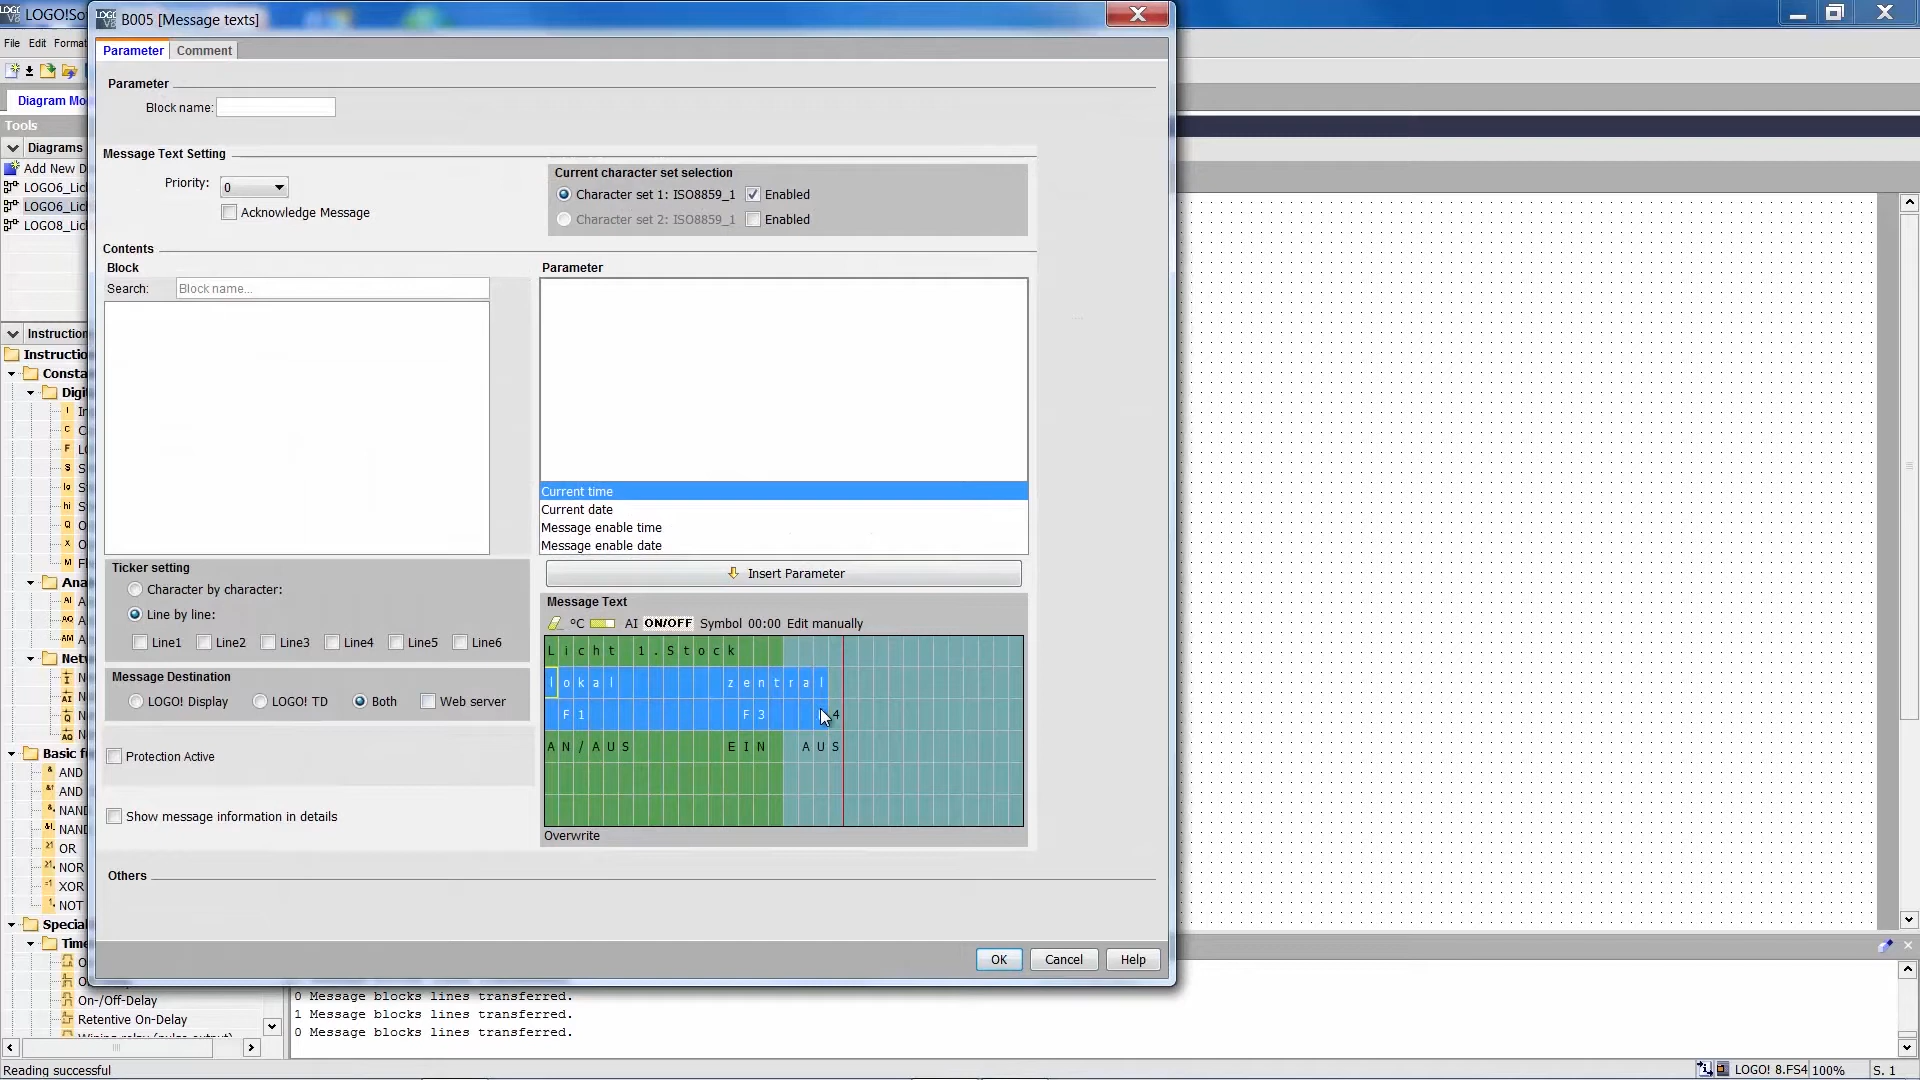 LOGO!So
B005 [Message texts]
File Edit Format
Parameter Comment
Diagram Mo
Parameter
Block name:
Tools
Diagrams
Add New D
LOGO6_Lic
LOGO6_Lic
LOGO8_Lic
Message Text Setting
Priority: 0
Acknowledge Message
Current character set selection
Character set 1: ISO8859_1 Enabled
Character set 2: ISO8859_1 Enabled
Contents
Block
Search: Block name...
Parameter
Current time
Current date
Message enable time
Message enable date
Insert Parameter
Instruction
Instructio
Consta
Digi
Ana
Net
Basic f
AND
AND
NAND
NAND
OR
NOR
XOR
NOT
Special
Time
On-/Off-Delay
Retentive On-Delay
Ticker setting
Character by character:
Line by line:
Line1 Line2 Line3 Line4 Line5 Line6
Message Destination
LOGO! Display LOGO! TD Both Web server
Protection Active
Show message information in details
Message Text
°C AI ON/OFF Symbol 00:00 Edit manually
Licht 1.Stock
lokal zentral
F1 F3 4
AN/AUS EIN AUS
Overwrite
Others
OK Cancel Help
0 Message blocks lines transferred.
1 Message blocks lines transferred.
0 Message blocks lines transferred.
Reading successful
LOGO! 8.FS4 100% S. 1